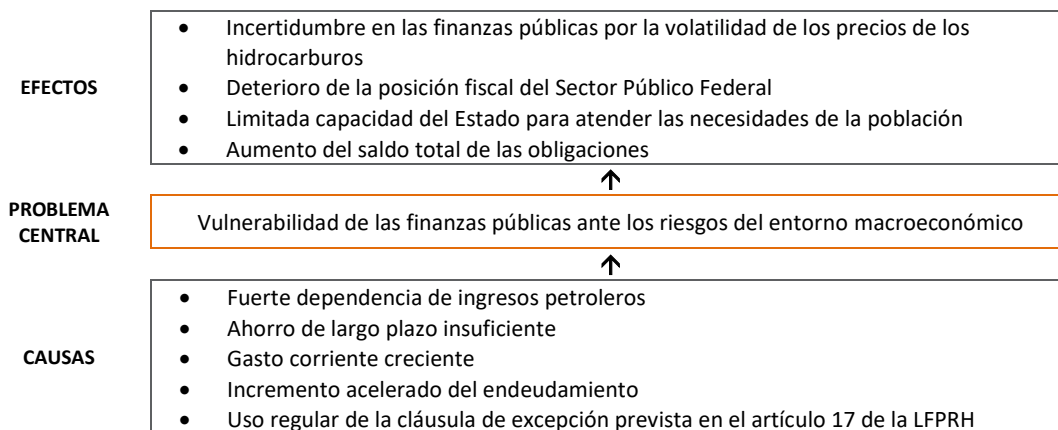 EFECTOS
• Incertidumbre en las finanzas públicas por la volatilidad de los precios de los
hidrocarburos
• Deterioro de la posición fiscal del Sector Público Federal
• Limitada capacidad del Estado para atender las necesidades de la población
• Aumento del saldo total de las obligaciones
PROBLEMA
CENTRAL
Vulnerabilidad de las finanzas públicas ante los riesgos del entorno macroeconómico
CAUSAS
• Fuerte dependencia de ingresos petroleros
• Ahorro de largo plazo insuficiente
• Gasto corriente creciente
• Incremento acelerado del endeudamiento
• Uso regular de la cláusula de excepción prevista en el artículo 17 de la LFPRH